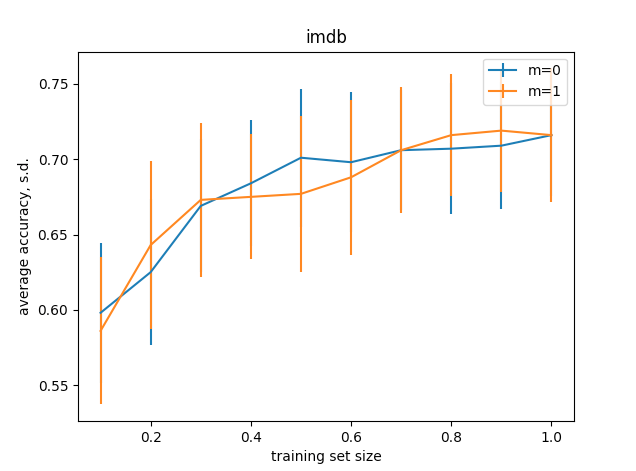 imdb
m=0
m=1
average accuracy, s.d.
0.75
0.70
0.65
0.60
0.55
0.2 0.4 0.6 0.8 1.0
training set size